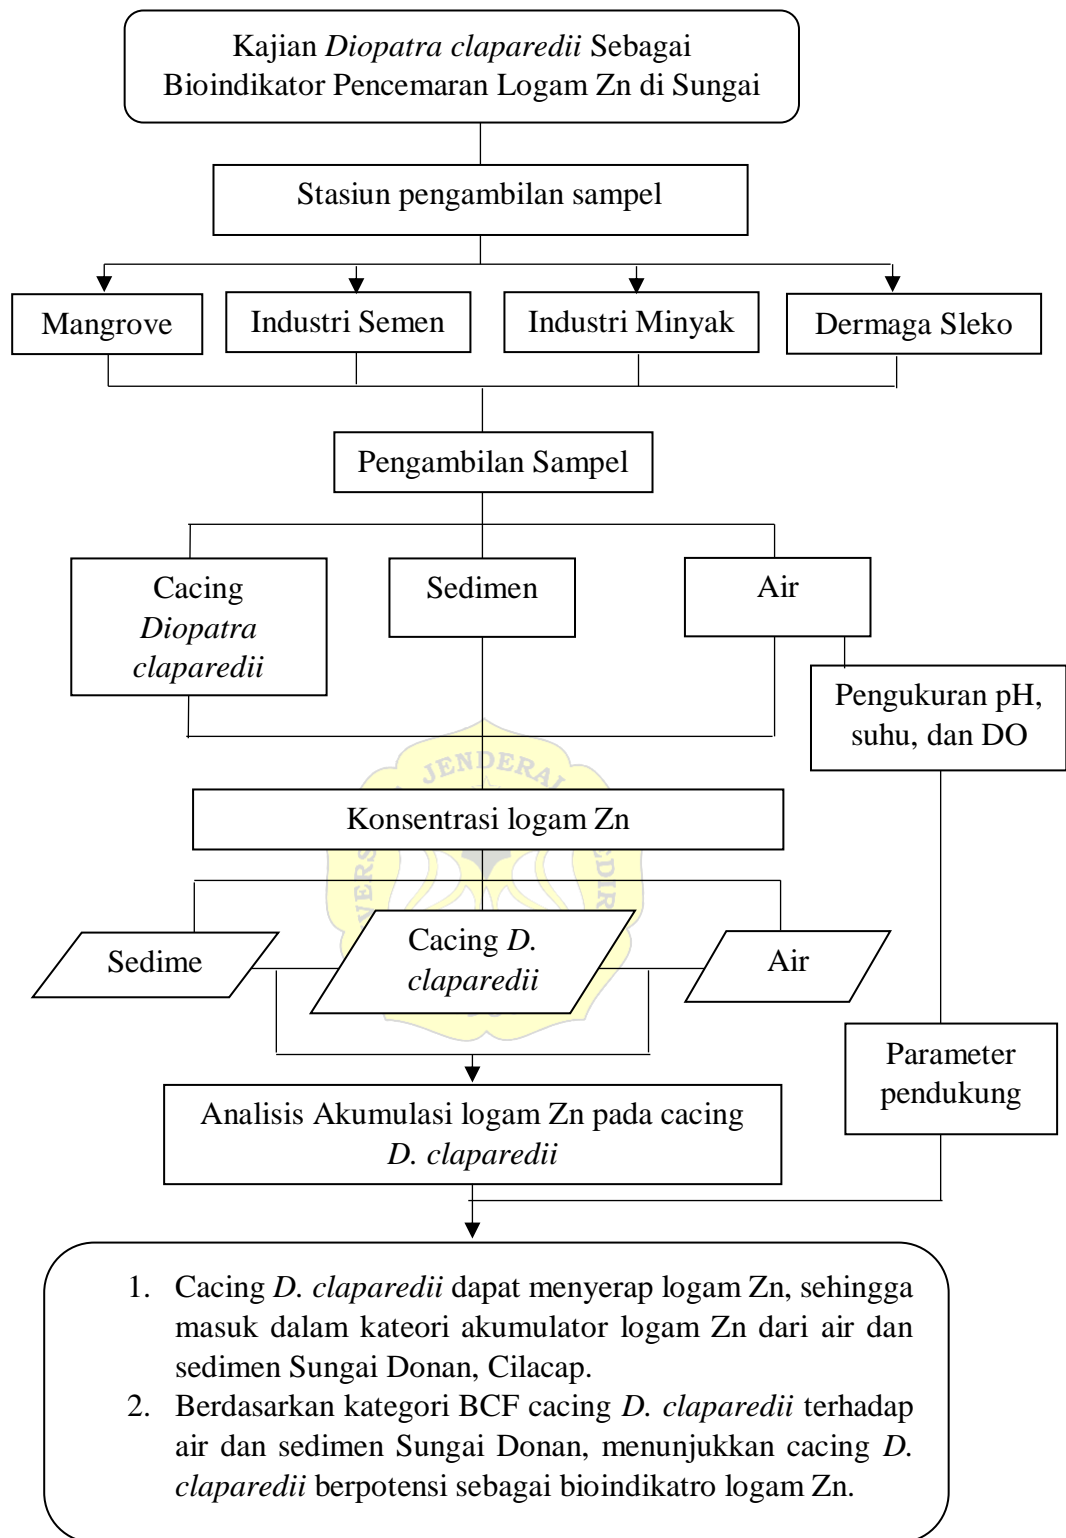 Kajian Diopatra claparedii Sebagai
Bioindikator Pencemaran Logam Zn di Sungai
Stasiun pengambilan sampel
Mangrove
Industri Semen
Industri Minyak
Dermaga Sleko
Pengambilan Sampel
Cacing
Diopatra
claparedii
Sedimen
Air
Pengukuran pH,
suhu, dan DO
JENDERAL
Konsentrasi logam Zn
Sedime
Cacing D.
claparedii
Air
Parameter
pendukung
Analisis Akumulasi logam Zn pada cacing
D. claparedii
1. Cacing D. claparedii dapat menyerap logam Zn, sehingga
masuk dalam kateori akumulator logam Zn dari air dan
sedimen Sungai Donan, Cilacap.
2. Berdasarkan kategori BCF cacing D. claparedii terhadap
air dan sedimen Sungai Donan, menunjukkan cacing D.
claparedii berpotensi sebagai bioindikatro logam Zn.